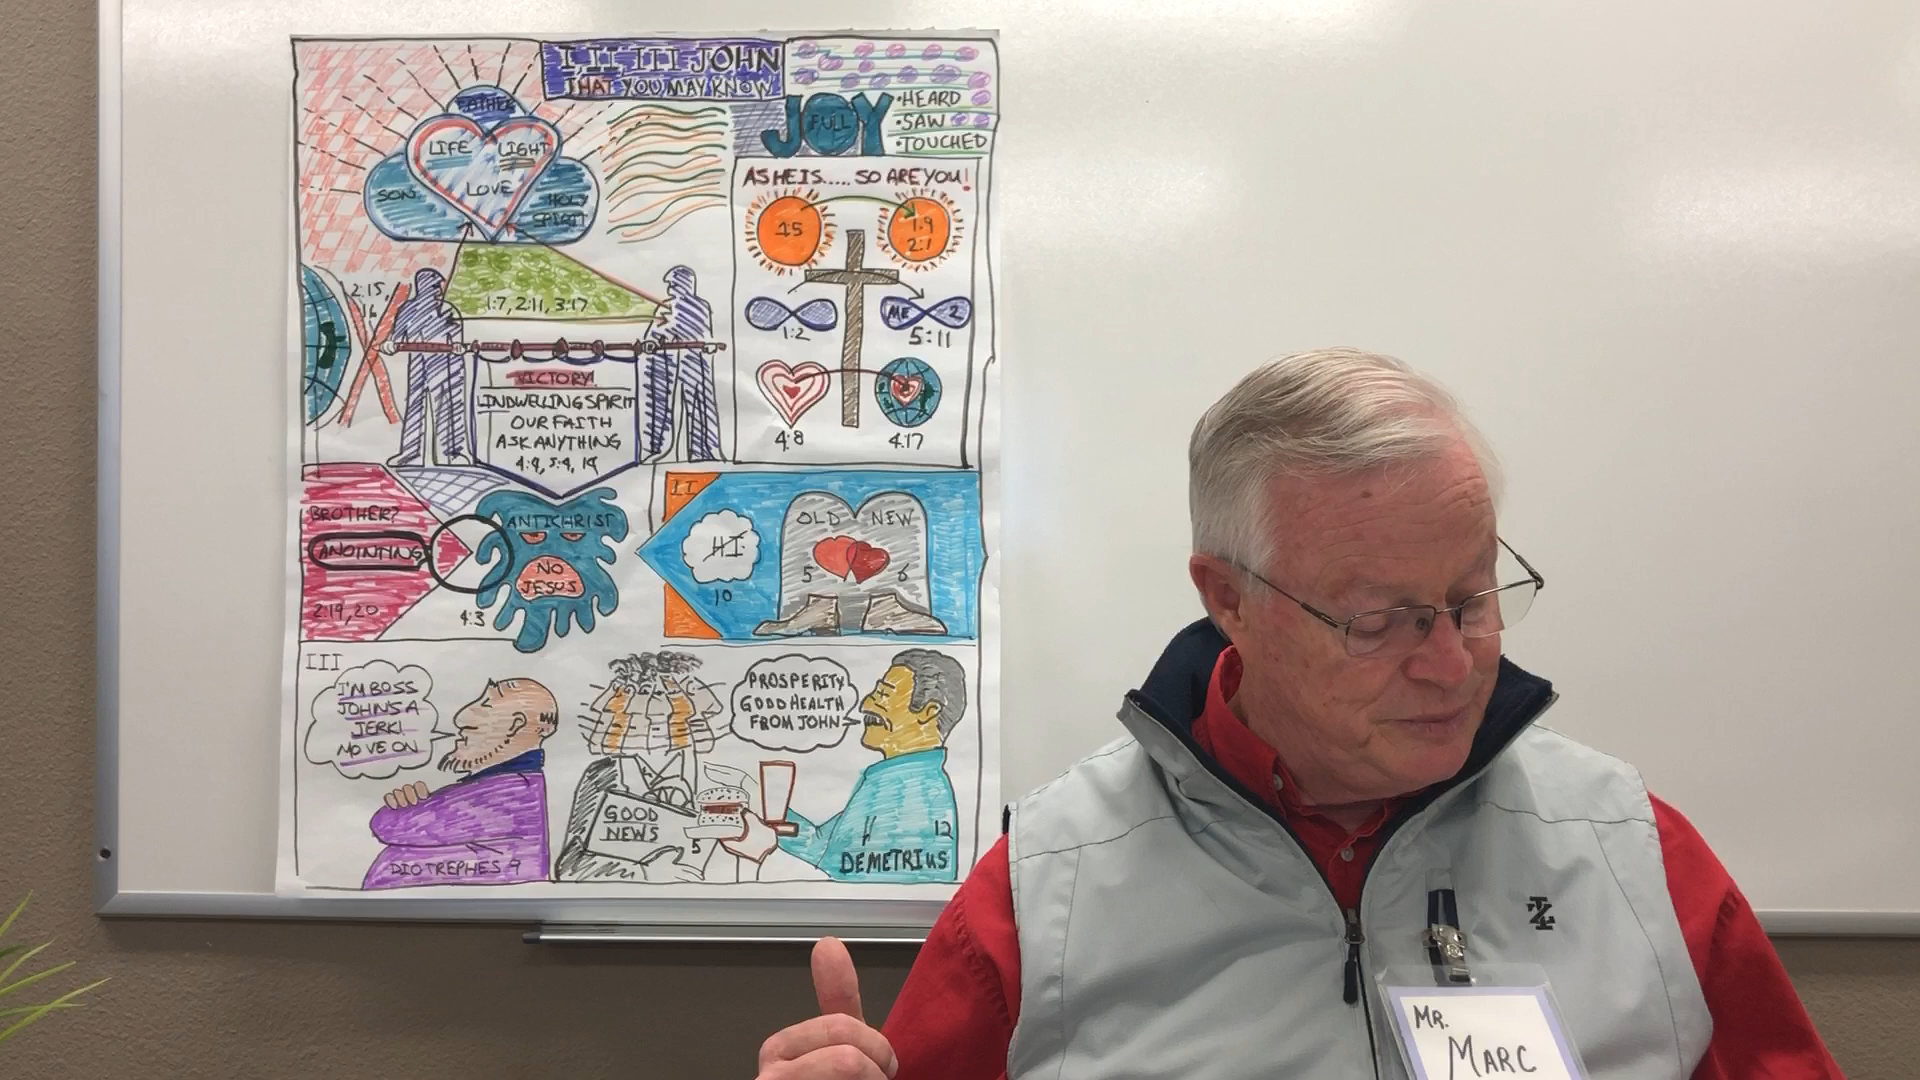 I, II, III JOHN
THAT YOU MAY KNOW
FATHER
LIFE LIGHT
LOVE
SON
HOLY
SPIRIT
JOY
FULL
•HEARD
•SAW
•TOUCHED
AS HE IS..... SO ARE YOU!
15
1:9
2:1
1:2
ME 2
5:11
4:8
4:17
2:15,
16
1:7, 2:11, 3:17
VICTORY!
INDWELLING SPIRIT
OUR FAITH
ASK ANYTHING
BROTHER?
ANOINTING
2:19, 20
4:3
ANTICHRIST
NO
JESUS
II
HI
10
OLD NEW
5 6
III
I'M BOSS
JOHN'S A
JERK!
MOVE ON
DIOTREPHES 9
GOOD
NEWS
5
PROSPERITY
GOOD HEALTH
FROM JOHN
12
DEMETRIUS
MR.
MARC